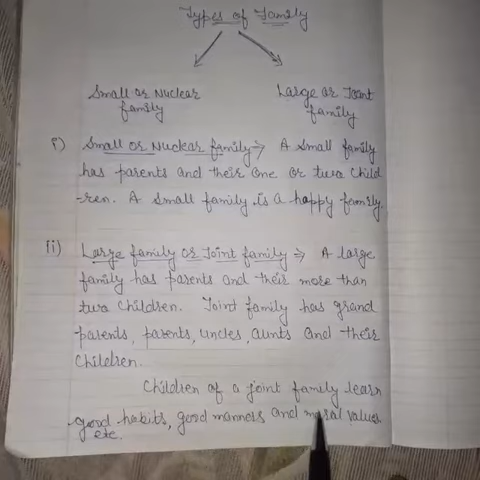 Types of Family
Small or Nuclear
family
Large or Joint
family
i) Small or Nuclear family → A small family
has parents and their one or two child
-ren. A small family is a happy family.
ii) Large family or Joint family ⇒ A large
family has parents and their more than
two children. Joint family has grand
parents, parents, uncles, aunts and their
children.
Children of a joint family learn
good habits, good manners and moral values
etc.